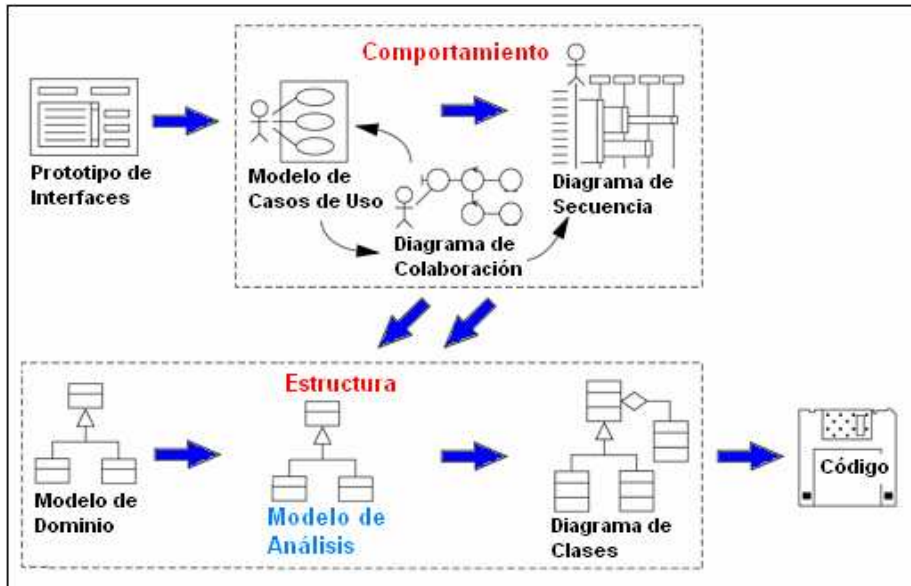 Comportamiento
Prototipo de
Interfaces
Modelo de
Casos de Uso
Diagrama de
Colaboración
Diagrama de
Secuencia
Estructura
Modelo de
Dominio
Modelo de
Análisis
Diagrama de
Clases
Código